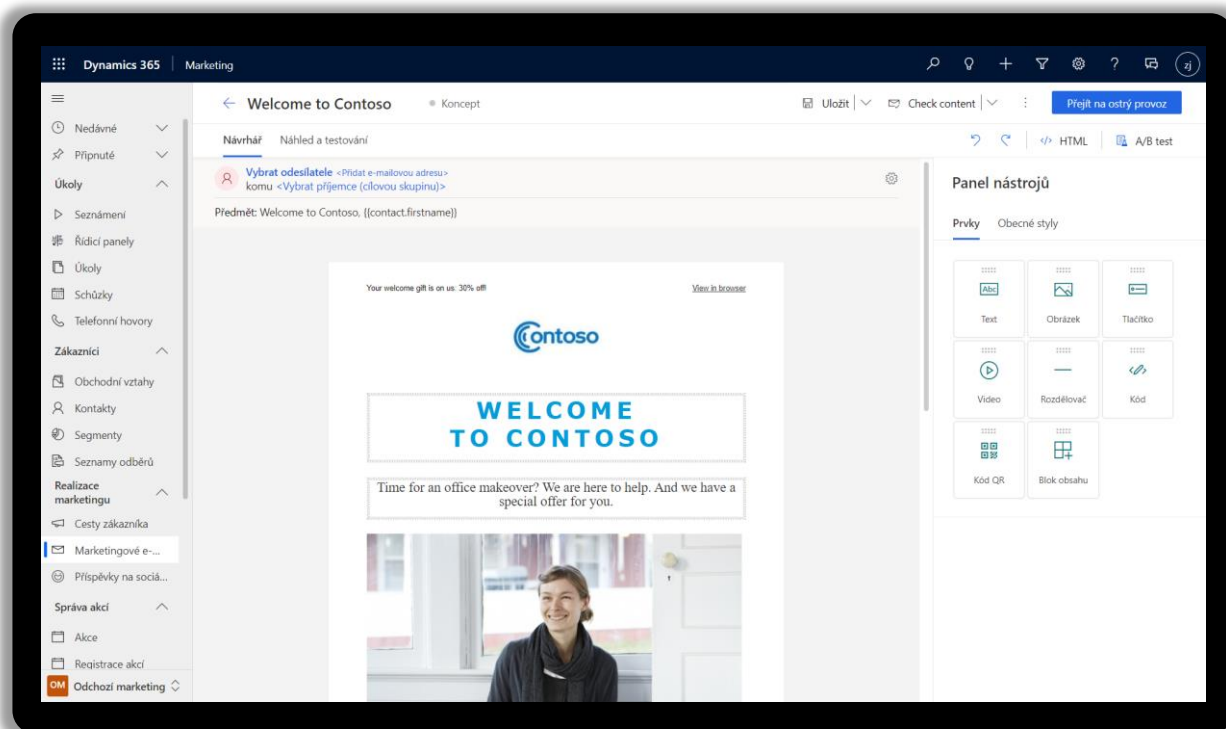 Dynamics 365 Marketing
zj
Welcome to Contoso Koncept
Uložit Check content Přejít na ostrý provoz
Návrhář Náhled a testování
HTML A/B test
Nedávné
Připnuté
Úkoly
Seznámení
Řídicí panely
Úkoly
Schůzky
Telefonní hovory
Zákazníci
Obchodní vztahy
Kontakty
Segmenty
Seznamy odběrů
Realizace
marketingu
Cesty zákazníka
Marketingové e-...
Příspěvky na sociá...
Správa akcí
Akce
Registrace akcí
OM Odchozí marketing
Vybrat odesílatele <Přidat e-mailovou adresu>
komu <Vybrat příjemce (cílovou skupinu)>
Předmět: Welcome to Contoso, {{contact.firstname}}
Your welcome gift is on us: 30% off! View in browser
Contoso
WELCOME
TO CONTOSO
Time for an office makeover? We are here to help. And we have a
special offer for you.
Panel nástrojů
Prvky Obecné styly
Abc
Text Obrázek Tlačítko
Video Rozdělovač Kód
Kód QR Blok obsahu